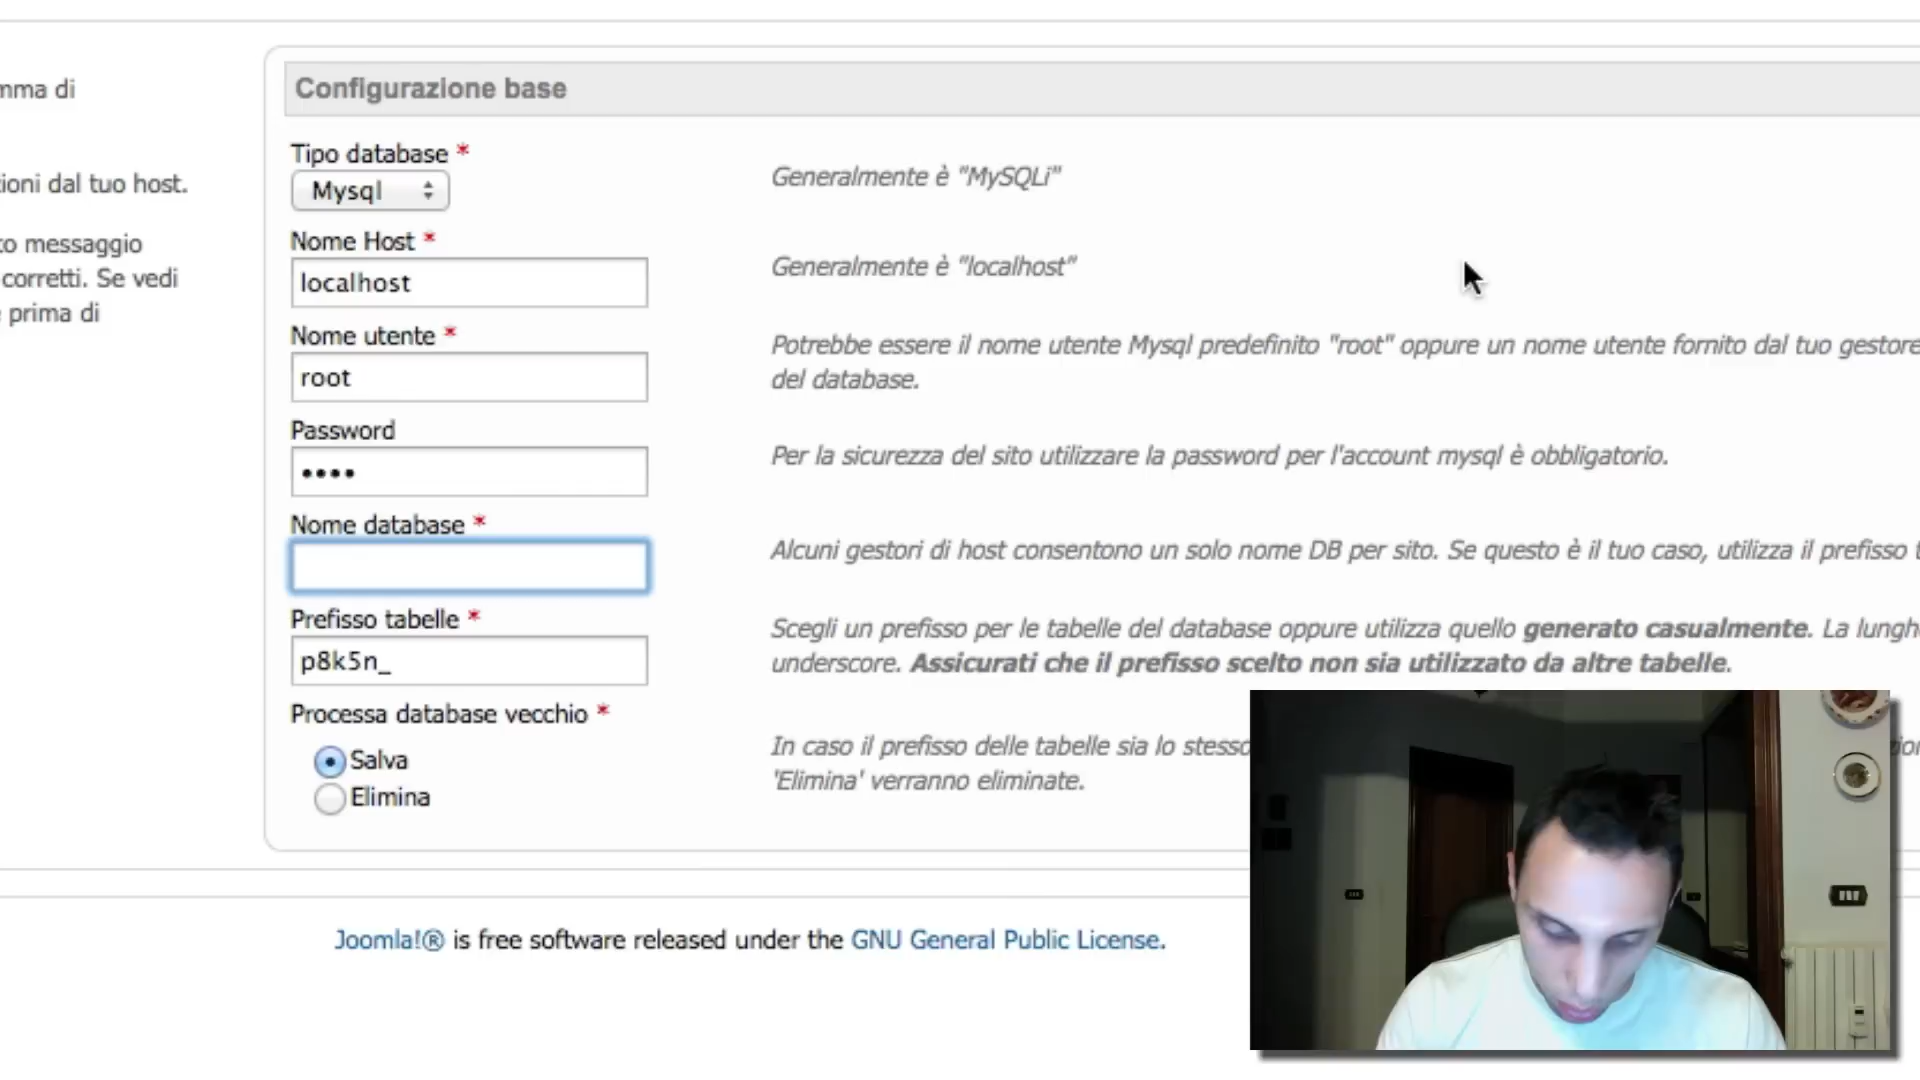 mma di
ioni dal tuo host.
to messaggio
corretti. Se vedi
e prima di
Configurazione base
Tipo database *
Mysql
Generalmente è "MySQLi"
Nome Host *
localhost
Generalmente è "localhost"
Nome utente *
root
Potrebbe essere il nome utente Mysql predefinito "root" oppure un nome utente fornito dal tuo gestore
del database.
Password
••••
Per la sicurezza del sito utilizzare la password per l'account mysql è obbligatorio.
Nome database *
Alcuni gestori di host consentono un solo nome DB per sito. Se questo è il tuo caso, utilizza il prefisso t
Prefisso tabelle *
p8k5n_
Scegli un prefisso per le tabelle del database oppure utilizza quello generato casualmente. La lungh
underscore. Assicurati che il prefisso scelto non sia utilizzato da altre tabelle.
Processa database vecchio *
Salva
Elimina
In caso il prefisso delle tabelle sia lo stesso
'Elimina' verranno eliminate.
Joomla!® is free software released under the GNU General Public License.